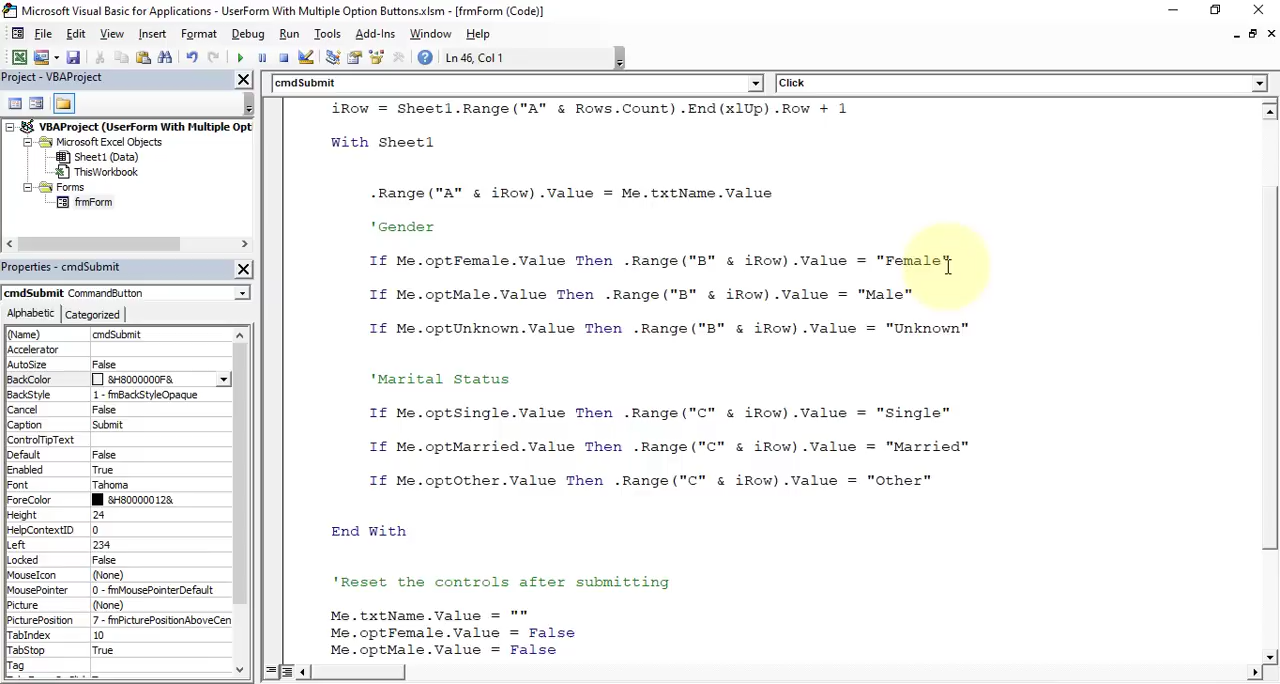 Microsoft Visual Basic for Applications - UserForm With Multiple Option Buttons.xlsm - [frmForm (Code)]
File Edit View Insert Format Debug Run Tools Add-Ins Window Help
Ln 46, Col 1
Project - VBAProject
VBAProject (UserForm With Multiple Opt
Microsoft Excel Objects
Sheet1 (Data)
ThisWorkbook
Forms
frmForm
Properties - cmdSubmit
cmdSubmit CommandButton
Alphabetic Categorized
(Name) cmdSubmit
Accelerator
AutoSize False
BackColor &H8000000F&
BackStyle 1 - fmBackStyleOpaque
Cancel False
Caption Submit
ControlTipText
Default False
Enabled True
Font Tahoma
ForeColor &H80000012&
Height 24
HelpContextID 0
Left 234
Locked False
MouseIcon (None)
MousePointer 0 - fmMousePointerDefault
Picture (None)
PicturePosition 7 - fmPicturePositionAboveCen
TabIndex 10
TabStop True
Tag
cmdSubmit Click
iRow = Sheet1.Range("A" & Rows.Count).End(xlUp).Row + 1
With Sheet1
.Range("A" & iRow).Value = Me.txtName.Value
'Gender
If Me.optFemale.Value Then .Range("B" & iRow).Value = "Female"
If Me.optMale.Value Then .Range("B" & iRow).Value = "Male"
If Me.optUnknown.Value Then .Range("B" & iRow).Value = "Unknown"
'Marital Status
If Me.optSingle.Value Then .Range("C" & iRow).Value = "Single"
If Me.optMarried.Value Then .Range("C" & iRow).Value = "Married"
If Me.optOther.Value Then .Range("C" & iRow).Value = "Other"
End With
'Reset the controls after submitting
Me.txtName.Value = ""
Me.optFemale.Value = False
Me.optMale.Value = False